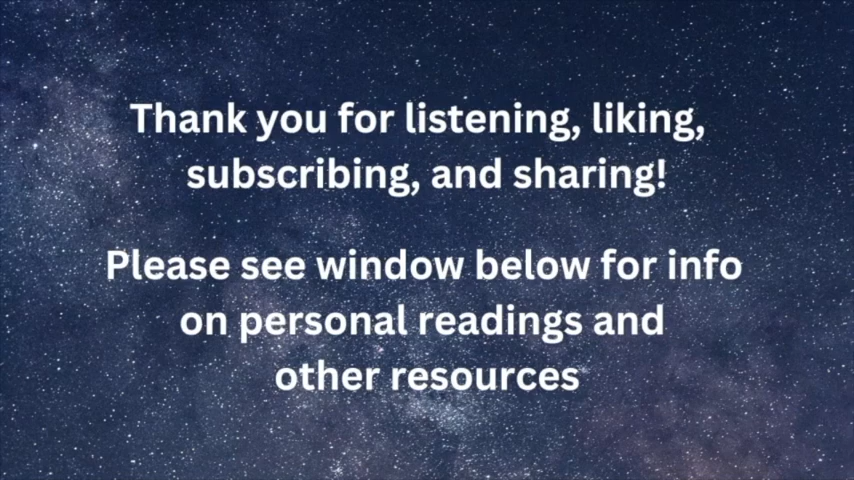 Thank you for listening, liking,
subscribing, and sharing!
Please see window below for info
on personal readings and
other resources